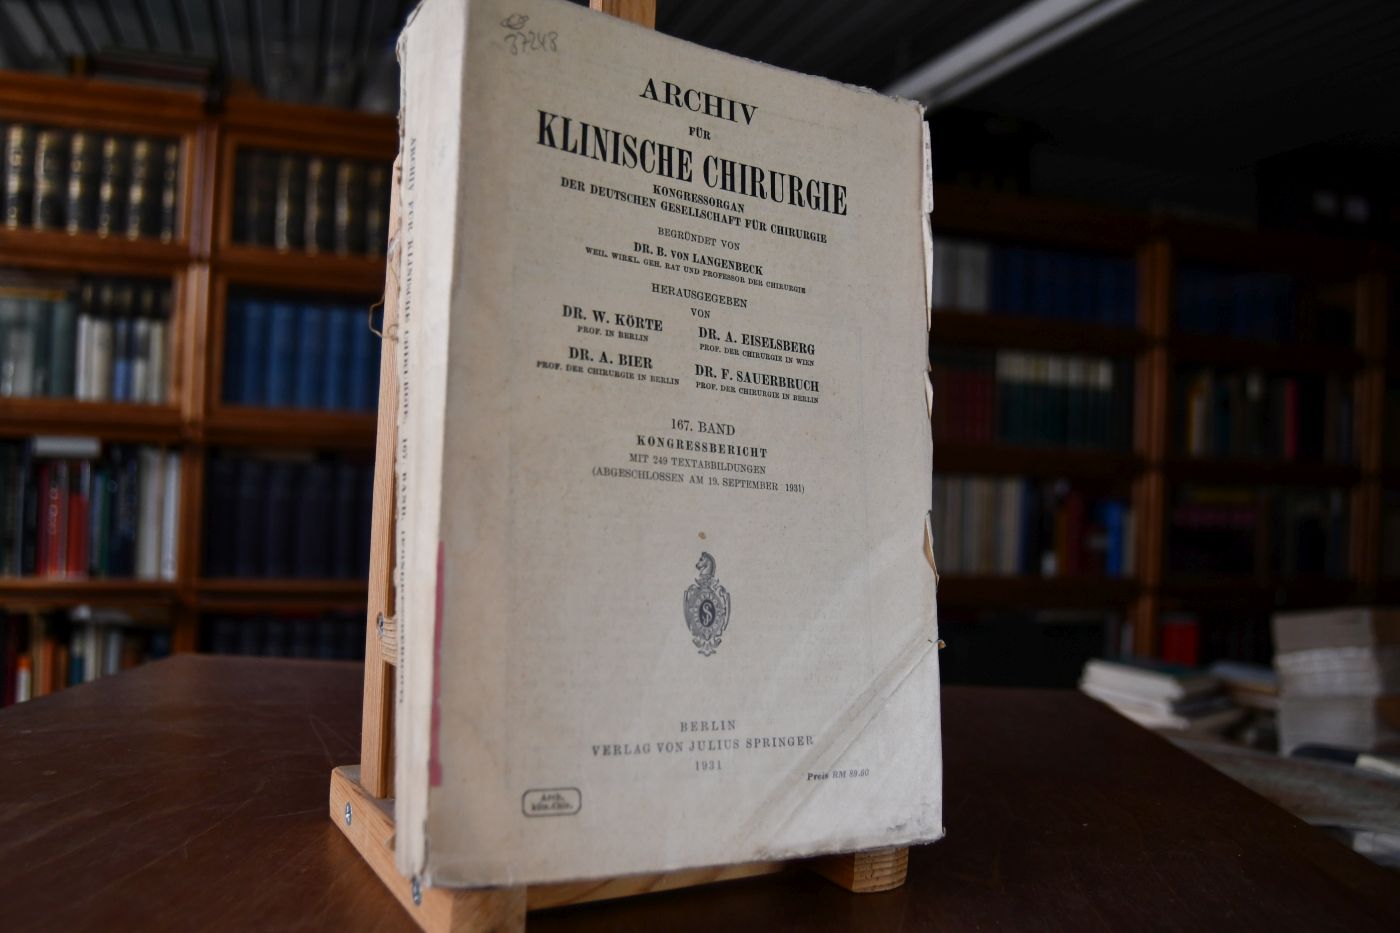 37248
ARCHIV
FÜR
KLINISCHE CHIRURGIE
KONGRESSORGAN
DER DEUTSCHEN GESELLSCHAFT FÜR CHIRURGIE
BEGRÜNDET VON
DR. B. VON LANGENBECK
WEIL. WIRKL. GEH. RAT UND PROFESSOR DER CHIRURGIE
HERAUSGEGEBEN
VON
DR. W. KÖRTE
PROF. IN BERLIN
DR. A. EISELSBERG
PROF. DER CHIRURGIE IN WIEN
DR. A. BIER
PROF. DER CHIRURGIE IN BERLIN
DR. F. SAUERBRUCH
PROF. DER CHIRURGIE IN BERLIN
167. BAND
KONGRESSBERICHT
MIT 249 TEXTABBILDUNGEN
(ABGESCHLOSSEN AM 19. SEPTEMBER 1931)
BERLIN
VERLAG VON JULIUS SPRINGER
1931
Preis RM 89.60
Arch.
klin. Chir.
ARCHIV FÜR KLINISCHE CHIRURGIE. 167. BAND.